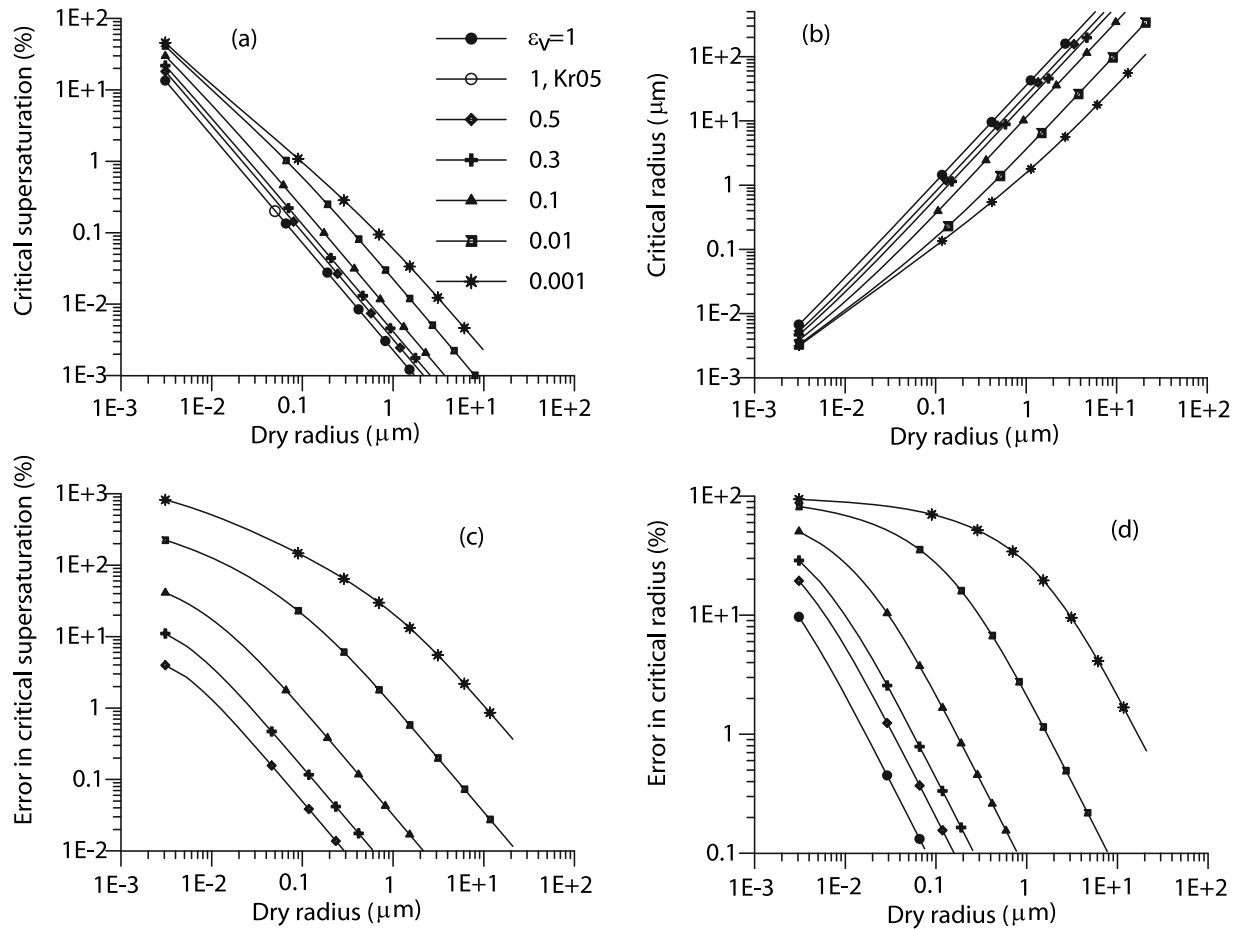 Critical supersaturation (%)
1E+2
1E+1
1
0.1
1E-2
1E-3
(a)
εv=1
1, Kr05
0.5
0.3
0.1
0.01
0.001
1E-3 1E-2 0.1 1 1E+1 1E+2
Dry radius (μm)
Critical radius (μm)
1E+2
1E+1
1
0.1
1E-2
1E-3
(b)
1E-3 1E-2 0.1 1 1E+1 1E+2
Dry radius (μm)
Error in critical supersaturation (%)
1E+3
1E+2
1E+1
1
0.1
1E-2
(c)
1E-3 1E-2 0.1 1 1E+1 1E+2
Dry radius (μm)
Error in critical radius (%)
1E+2
1E+1
1
0.1
(d)
1E-3 1E-2 0.1 1 1E+1 1E+2
Dry radius (μm)